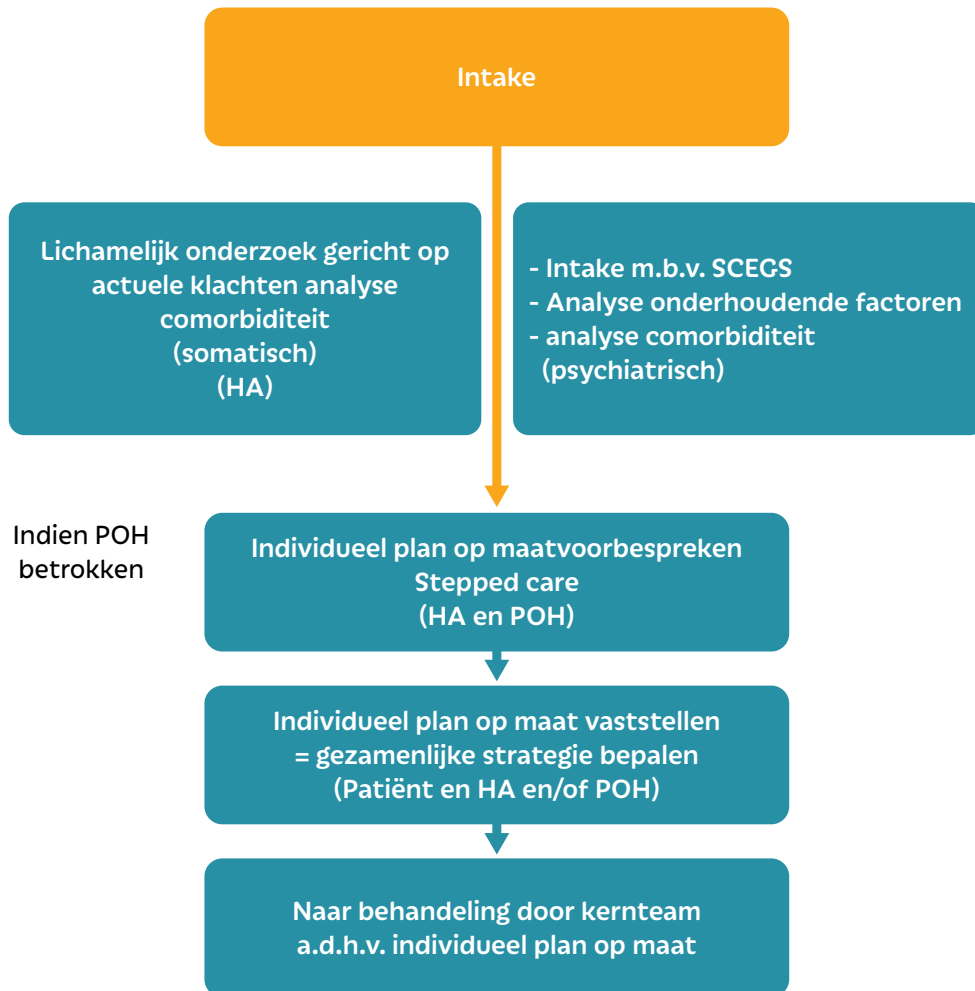 Intake
Lichamelijk onderzoek gericht op
actuele klachten analyse
comorbiditeit
(somatisch)
(HA)
- Intake m.b.v. SCEGS
- Analyse onderhoudende factoren
- analyse comorbiditeit
(psychiatrisch)
Indien POH
betrokken
Individueel plan op maatvoorbespreken
Stepped care
(HA en POH)
Individueel plan op maat vaststellen
= gezamenlijke strategie bepalen
(Patiënt en HA en/of POH)
Naar behandeling door kernteam
a.d.h.v. individueel plan op maat